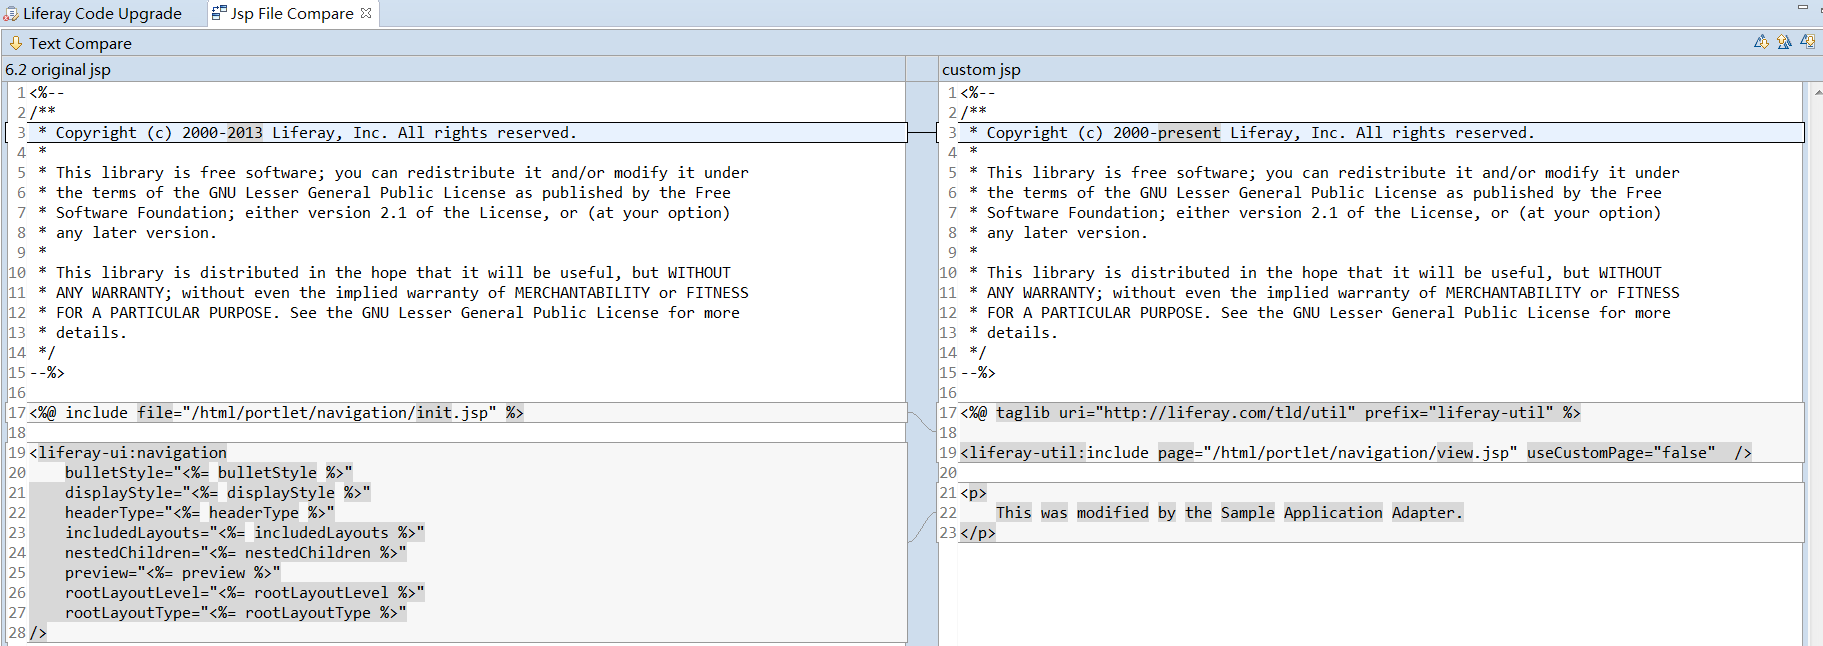 Liferay Code Upgrade
Jsp File Compare
Text Compare
6.2 original jsp
1 <%--
2 /**
3  * Copyright (c) 2000-2013 Liferay, Inc. All rights reserved.
4  *
5  * This library is free software; you can redistribute it and/or modify it under
6  * the terms of the GNU Lesser General Public License as published by the Free
7  * Software Foundation; either version 2.1 of the License, or (at your option)
8  * any later version.
9  *
10  * This library is distributed in the hope that it will be useful, but WITHOUT
11  * ANY WARRANTY; without even the implied warranty of MERCHANTABILITY or FITNESS
12  * FOR A PARTICULAR PURPOSE. See the GNU Lesser General Public License for more
13  * details.
14  */
15 --%>
16
17 <%@ include file="/html/portlet/navigation/init.jsp" %>
18
19 <liferay-ui:navigation
20     bulletStyle="<%= bulletStyle %>"
21     displayStyle="<%= displayStyle %>"
22     headerType="<%= headerType %>"
23     includedLayouts="<%= includedLayouts %>"
24     nestedChildren="<%= nestedChildren %>"
25     preview="<%= preview %>"
26     rootLayoutLevel="<%= rootLayoutLevel %>"
27     rootLayoutType="<%= rootLayoutType %>"
28 />
custom jsp
1 <%--
2 /**
3  * Copyright (c) 2000-present Liferay, Inc. All rights reserved.
4  *
5  * This library is free software; you can redistribute it and/or modify it under
6  * the terms of the GNU Lesser General Public License as published by the Free
7  * Software Foundation; either version 2.1 of the License, or (at your option)
8  * any later version.
9  *
10  * This library is distributed in the hope that it will be useful, but WITHOUT
11  * ANY WARRANTY; without even the implied warranty of MERCHANTABILITY or FITNESS
12  * FOR A PARTICULAR PURPOSE. See the GNU Lesser General Public License for more
13  * details.
14  */
15 --%>
16
17 <%@ taglib uri="http://liferay.com/tld/util" prefix="liferay-util" %>
18
19 <liferay-util:include page="/html/portlet/navigation/view.jsp" useCustomPage="false"  />
20
21 <p>
22     This was modified by the Sample Application Adapter.
23 </p>